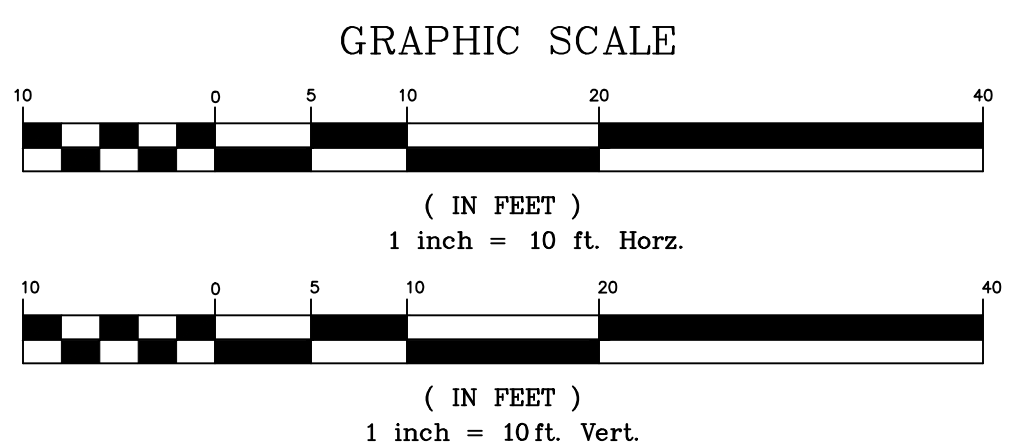 GRAPHIC SCALE
10 0 5 10 20 40
( IN FEET )
1 inch = 10 ft. Horz.
10 0 5 10 20 40
( IN FEET )
1 inch = 10 ft. Vert.